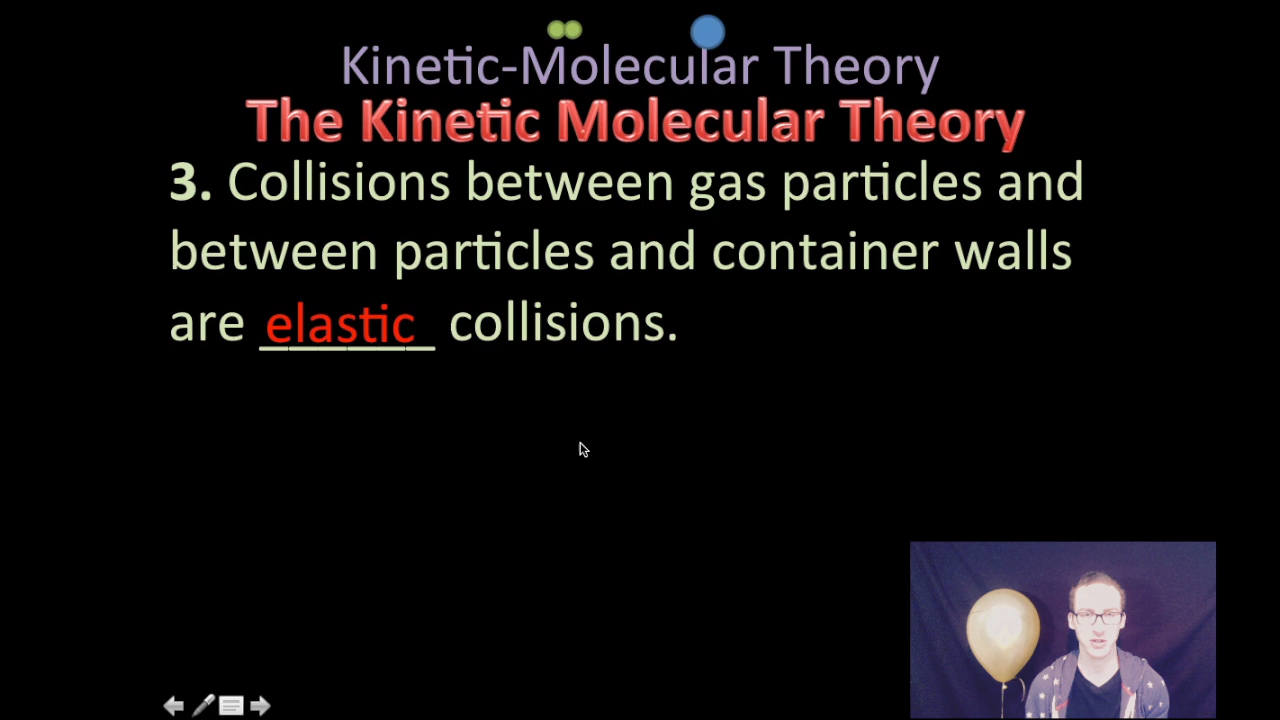 Kinetic-Molecular Theory
The Kinetic Molecular Theory
3. Collisions between gas particles and
between particles and container walls
are elastic collisions.